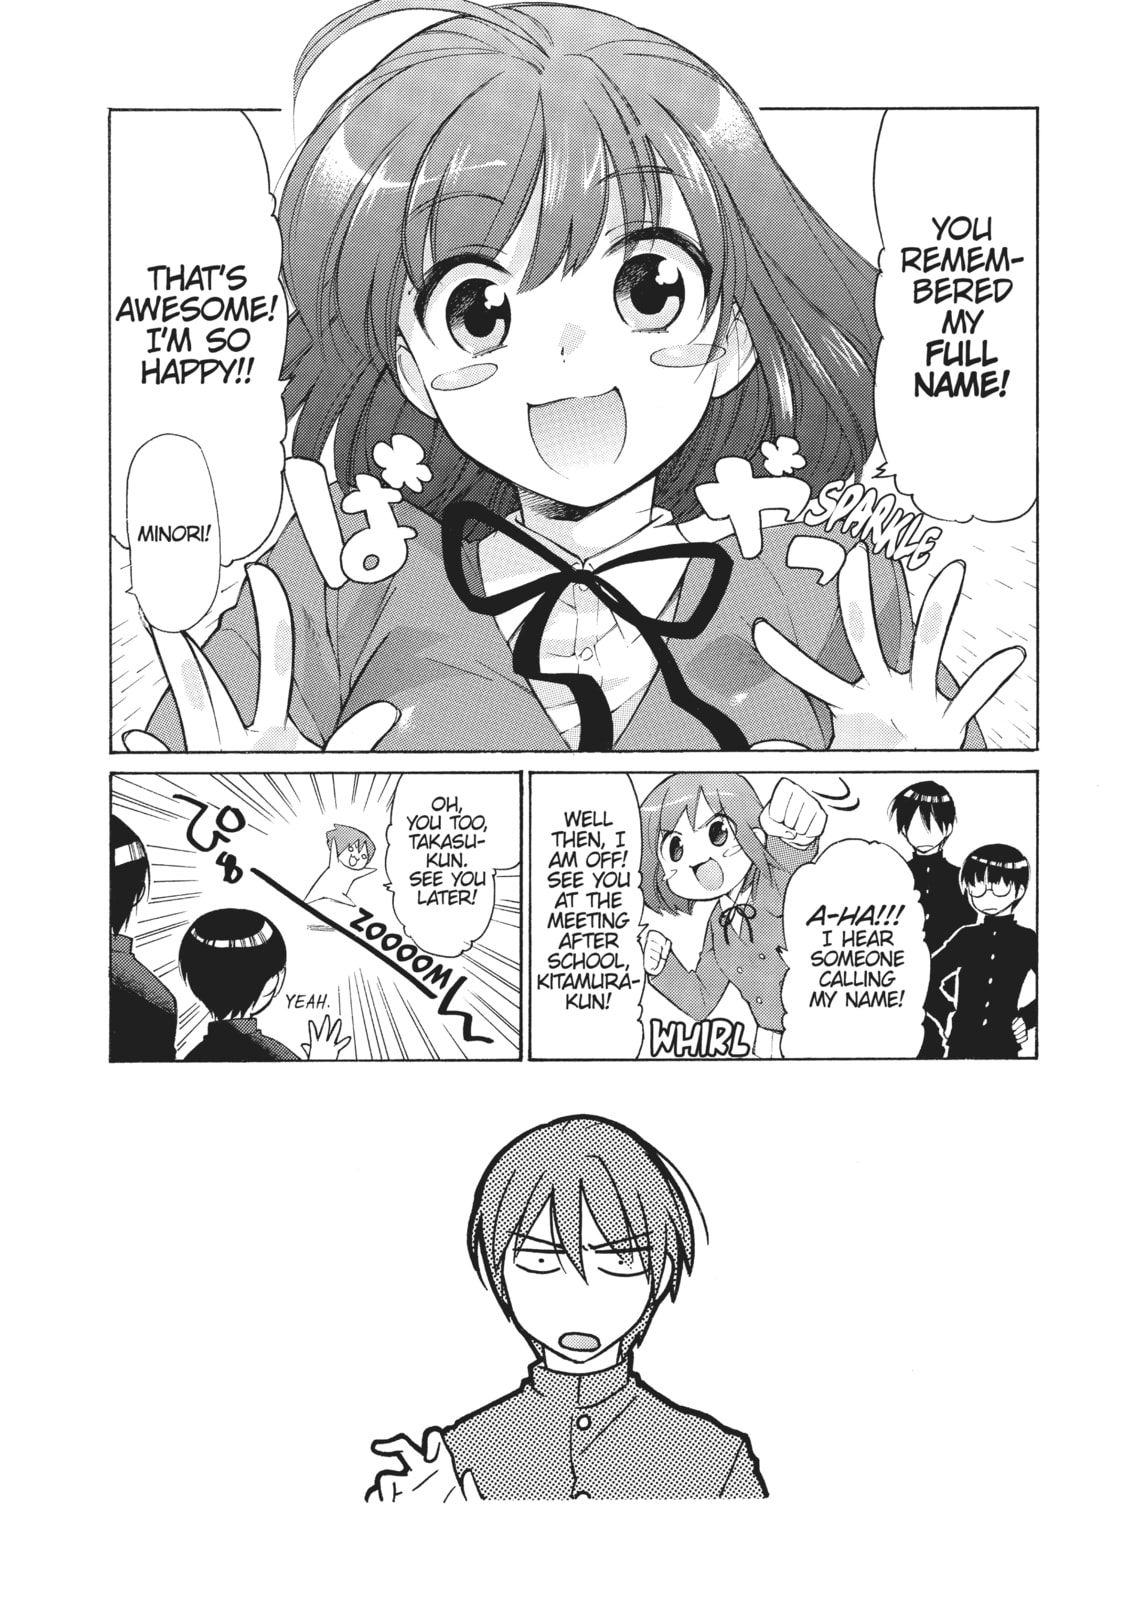 YOU
REMEM-
BERED
MY
FULL
NAME!
THAT'S
AWESOME!
I'M SO
HAPPY!!
MINORI!
ぱ
やっ
SPARKLE
A-HA!!!
I HEAR
SOMEONE
CALLING
MY NAME!
WELL
THEN, I
AM OFF!
SEE YOU
AT THE
MEETING
AFTER
SCHOOL,
KITAMURA-
KUN!
WHIRL
OH,
YOU TOO,
TAKASU-
KUN.
SEE YOU
LATER!
ZOOOOM
YEAH.